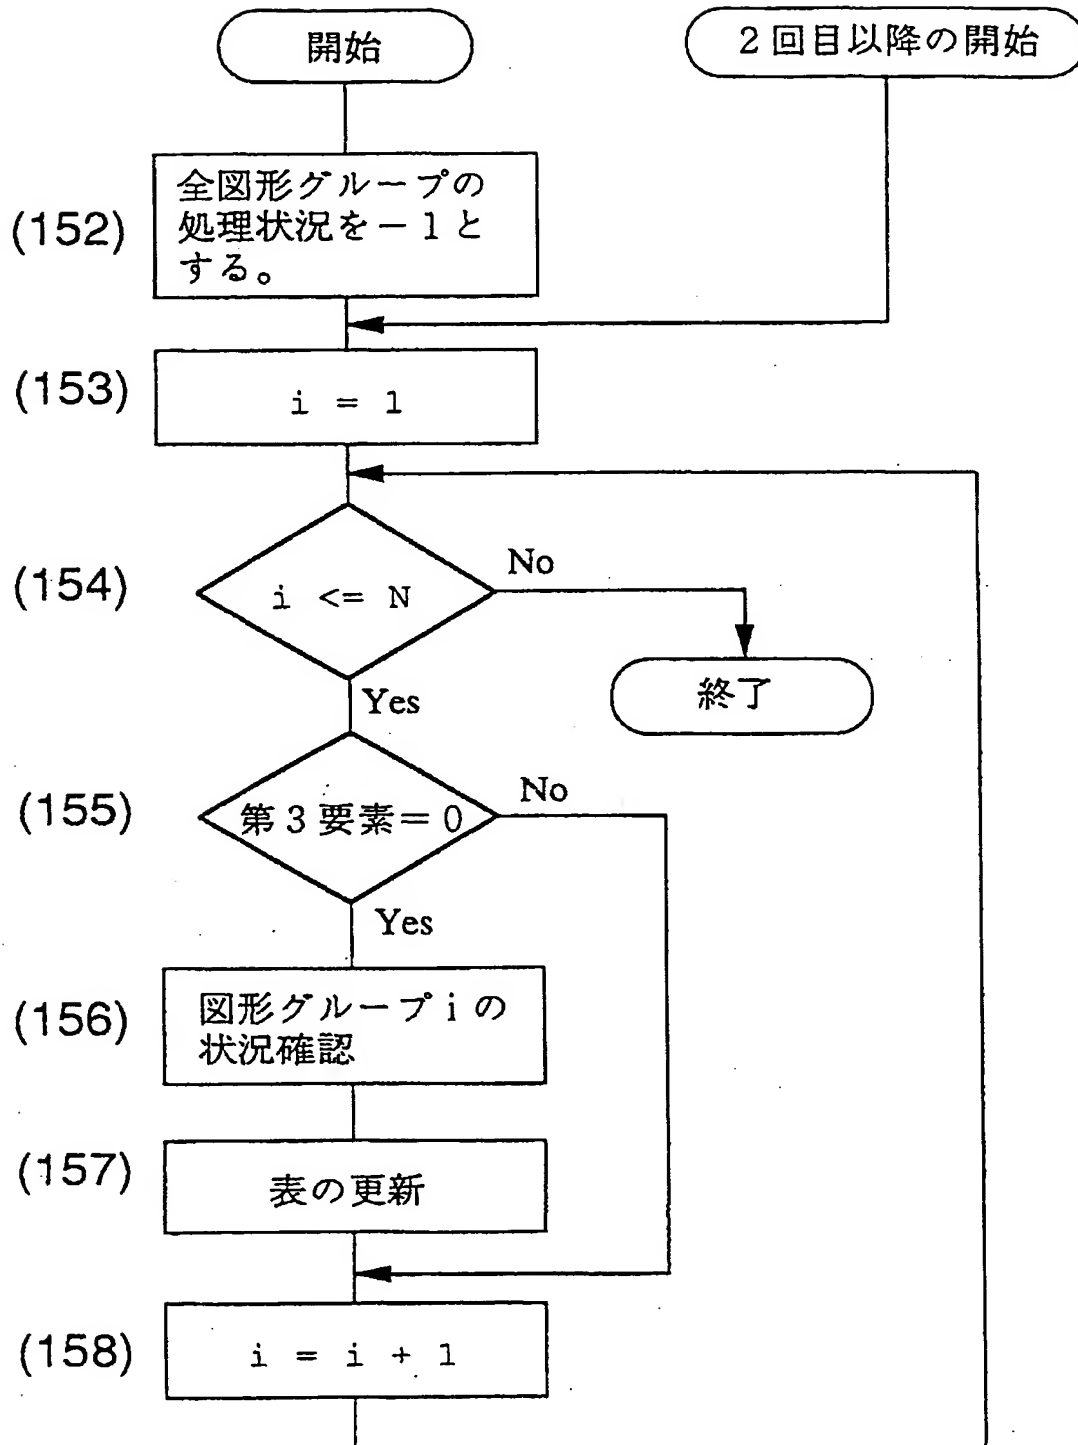 開始
2回目以降の開始
(152)
全図形グループの
処理状況を-1と
する。
(153)
i = 1
(154)
i <= N
No
終了
Yes
(155)
第3要素=0
No
Yes
(156)
図形グループiの
状況確認
(157)
表の更新
(158)
i = i + 1